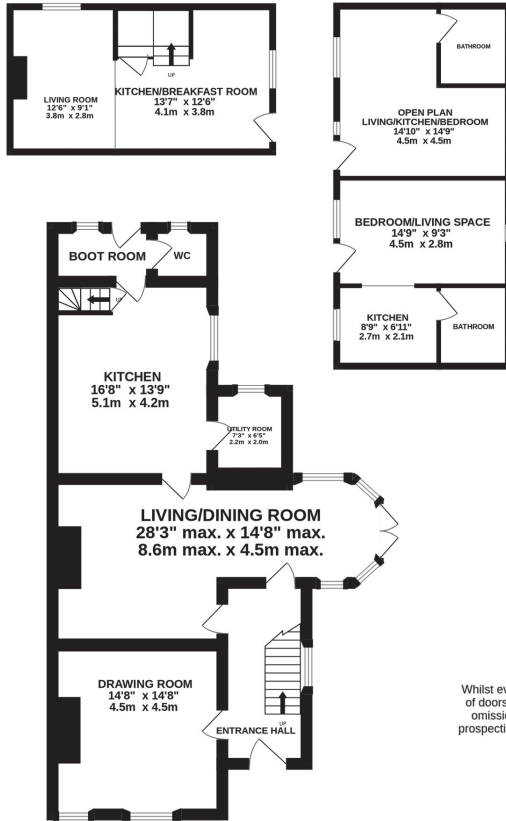 LIVING ROOM
12'6" x 9'1"
3.8m x 2.8m
UP
KITCHEN/BREAKFAST ROOM
13'7" x 12'6"
4.1m x 3.8m
BATHROOM
OPEN PLAN
LIVING/KITCHEN/BEDROOM
14'10" x 14'9"
4.5m x 4.5m
BEDROOM/LIVING SPACE
14'9" x 9'3"
4.5m x 2.8m
KITCHEN
8'9" x 6'11"
2.7m x 2.1m
BATHROOM
BOOT ROOM
WC
UP
KITCHEN
16'8" x 13'9"
5.1m x 4.2m
UTILITY ROOM
7'3" x 6'5"
2.2m x 2.0m
LIVING/DINING ROOM
28'3" max. x 14'8" max.
8.6m max. x 4.5m max.
DRAWING ROOM
14'8" x 14'8"
4.5m x 4.5m
UP
ENTRANCE HALL
Whilst ev
of doors
omissi
prospecti